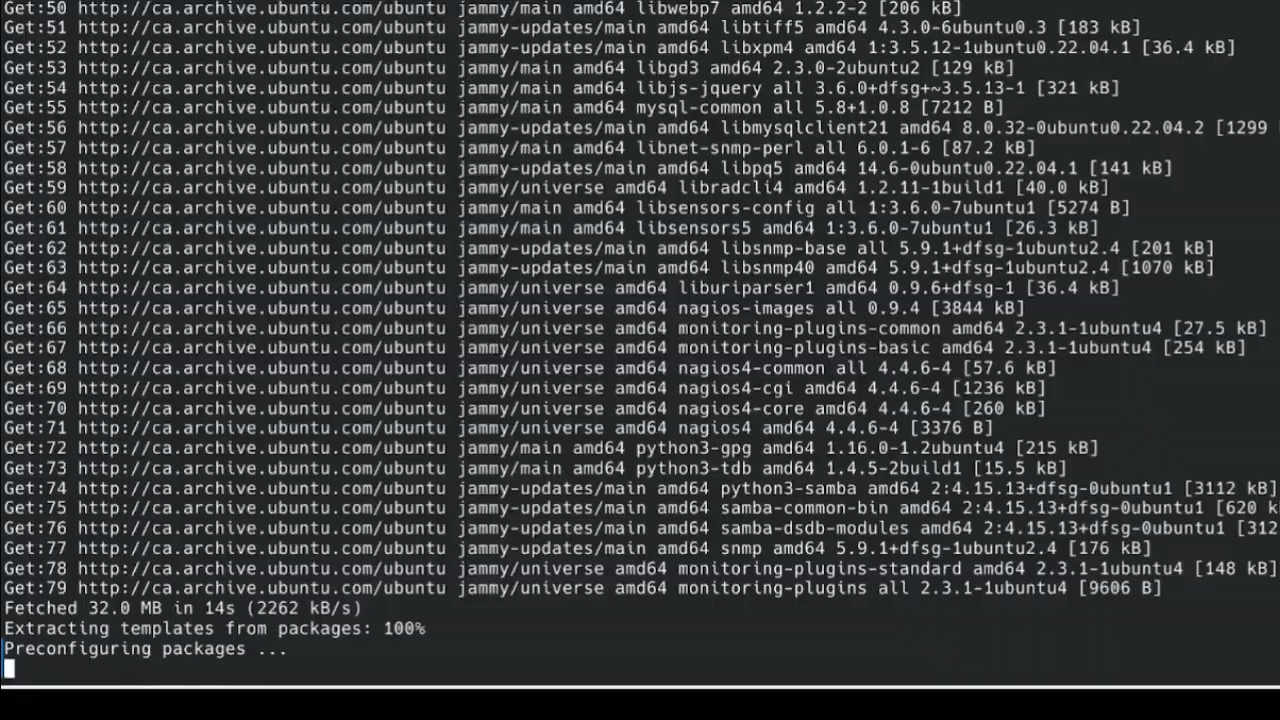 Get:50 http://ca.archive.ubuntu.com/ubuntu jammy/main amd64 libwebp7 amd64 1.2.2-2 [206 kB]
Get:51 http://ca.archive.ubuntu.com/ubuntu jammy-updates/main amd64 libtiff5 amd64 4.3.0-6ubuntu0.3 [183 kB]
Get:52 http://ca.archive.ubuntu.com/ubuntu jammy-updates/main amd64 libxpm4 amd64 1:3.5.12-1ubuntu0.22.04.1 [36.4 kB]
Get:53 http://ca.archive.ubuntu.com/ubuntu jammy/main amd64 libgd3 amd64 2.3.0-2ubuntu2 [129 kB]
Get:54 http://ca.archive.ubuntu.com/ubuntu jammy/main amd64 libjs-jquery all 3.6.0+dfsg+~3.5.13-1 [321 kB]
Get:55 http://ca.archive.ubuntu.com/ubuntu jammy/main amd64 mysql-common all 5.8+1.0.8 [7212 B]
Get:56 http://ca.archive.ubuntu.com/ubuntu jammy-updates/main amd64 libmysqlclient21 amd64 8.0.32-0ubuntu0.22.04.2 [1299
Get:57 http://ca.archive.ubuntu.com/ubuntu jammy/main amd64 libnet-snmp-perl all 6.0.1-6 [87.2 kB]
Get:58 http://ca.archive.ubuntu.com/ubuntu jammy-updates/main amd64 libpq5 amd64 14.6-0ubuntu0.22.04.1 [141 kB]
Get:59 http://ca.archive.ubuntu.com/ubuntu jammy/universe amd64 libradcli4 amd64 1.2.11-1build1 [40.0 kB]
Get:60 http://ca.archive.ubuntu.com/ubuntu jammy/main amd64 libsensors-config all 1:3.6.0-7ubuntu1 [5274 B]
Get:61 http://ca.archive.ubuntu.com/ubuntu jammy/main amd64 libsensors5 amd64 1:3.6.0-7ubuntu1 [26.3 kB]
Get:62 http://ca.archive.ubuntu.com/ubuntu jammy-updates/main amd64 libsnmp-base all 5.9.1+dfsg-1ubuntu2.4 [201 kB]
Get:63 http://ca.archive.ubuntu.com/ubuntu jammy-updates/main amd64 libsnmp40 amd64 5.9.1+dfsg-1ubuntu2.4 [1070 kB]
Get:64 http://ca.archive.ubuntu.com/ubuntu jammy/universe amd64 liburiparser1 amd64 0.9.6+dfsg-1 [36.4 kB]
Get:65 http://ca.archive.ubuntu.com/ubuntu jammy/universe amd64 nagios-images all 0.9.4 [3844 kB]
Get:66 http://ca.archive.ubuntu.com/ubuntu jammy/universe amd64 monitoring-plugins-common amd64 2.3.1-1ubuntu4 [27.5 kB]
Get:67 http://ca.archive.ubuntu.com/ubuntu jammy/universe amd64 monitoring-plugins-basic amd64 2.3.1-1ubuntu4 [254 kB]
Get:68 http://ca.archive.ubuntu.com/ubuntu jammy/universe amd64 nagios4-common all 4.4.6-4 [57.6 kB]
Get:69 http://ca.archive.ubuntu.com/ubuntu jammy/universe amd64 nagios4-cgi amd64 4.4.6-4 [1236 kB]
Get:70 http://ca.archive.ubuntu.com/ubuntu jammy/universe amd64 nagios4-core amd64 4.4.6-4 [260 kB]
Get:71 http://ca.archive.ubuntu.com/ubuntu jammy/universe amd64 nagios4 amd64 4.4.6-4 [3376 B]
Get:72 http://ca.archive.ubuntu.com/ubuntu jammy/main amd64 python3-gpg amd64 1.16.0-1.2ubuntu4 [215 kB]
Get:73 http://ca.archive.ubuntu.com/ubuntu jammy/main amd64 python3-tdb amd64 1.4.5-2build1 [15.5 kB]
Get:74 http://ca.archive.ubuntu.com/ubuntu jammy-updates/main amd64 python3-samba amd64 2:4.15.13+dfsg-0ubuntu1 [3112 kB]
Get:75 http://ca.archive.ubuntu.com/ubuntu jammy-updates/main amd64 samba-common-bin amd64 2:4.15.13+dfsg-0ubuntu1 [620 k
Get:76 http://ca.archive.ubuntu.com/ubuntu jammy-updates/main amd64 samba-dsdb-modules amd64 2:4.15.13+dfsg-0ubuntu1 [312
Get:77 http://ca.archive.ubuntu.com/ubuntu jammy-updates/main amd64 snmp amd64 5.9.1+dfsg-1ubuntu2.4 [176 kB]
Get:78 http://ca.archive.ubuntu.com/ubuntu jammy/universe amd64 monitoring-plugins-standard amd64 2.3.1-1ubuntu4 [148 kB]
Get:79 http://ca.archive.ubuntu.com/ubuntu jammy/universe amd64 monitoring-plugins all 2.3.1-1ubuntu4 [9606 B]
Fetched 32.0 MB in 14s (2262 kB/s)
Extracting templates from packages: 100%
Preconfiguring packages ...